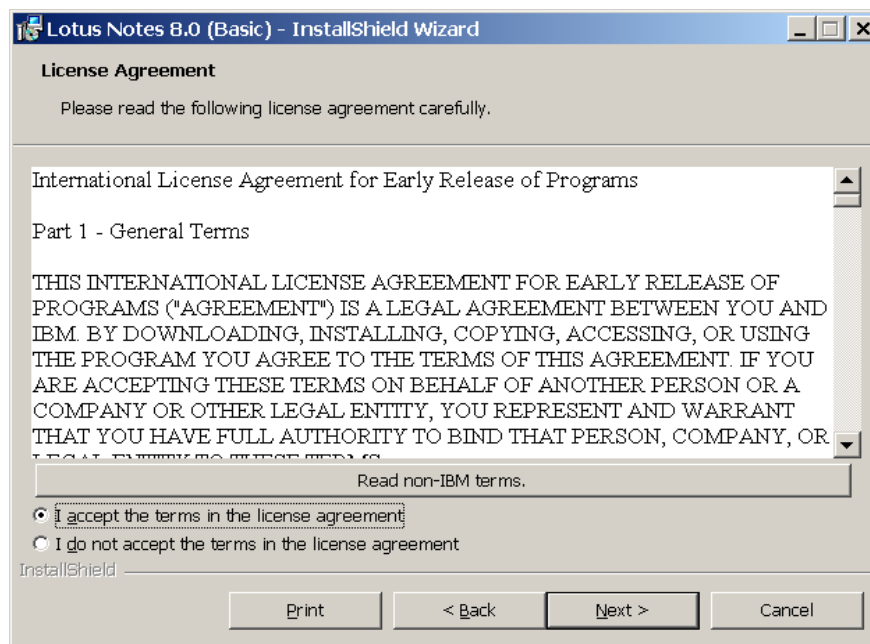 Lotus Notes 8.0 (Basic) - InstallShield Wizard
License Agreement
Please read the following license agreement carefully.
International License Agreement for Early Release of Programs
Part 1 - General Terms
THIS INTERNATIONAL LICENSE AGREEMENT FOR EARLY RELEASE OF
PROGRAMS ("AGREEMENT") IS A LEGAL AGREEMENT BETWEEN YOU AND
IBM. BY DOWNLOADING, INSTALLING, COPYING, ACCESSING, OR USING
THE PROGRAM YOU AGREE TO THE TERMS OF THIS AGREEMENT. IF YOU
ARE ACCEPTING THESE TERMS ON BEHALF OF ANOTHER PERSON OR A
COMPANY OR OTHER LEGAL ENTITY, YOU REPRESENT AND WARRANT
THAT YOU HAVE FULL AUTHORITY TO BIND THAT PERSON, COMPANY, OR
LEGAL ENTITY TO THESE TERMS
Read non-IBM terms.
I accept the terms in the license agreement
I do not accept the terms in the license agreement
InstallShield
Print
< Back
Next >
Cancel